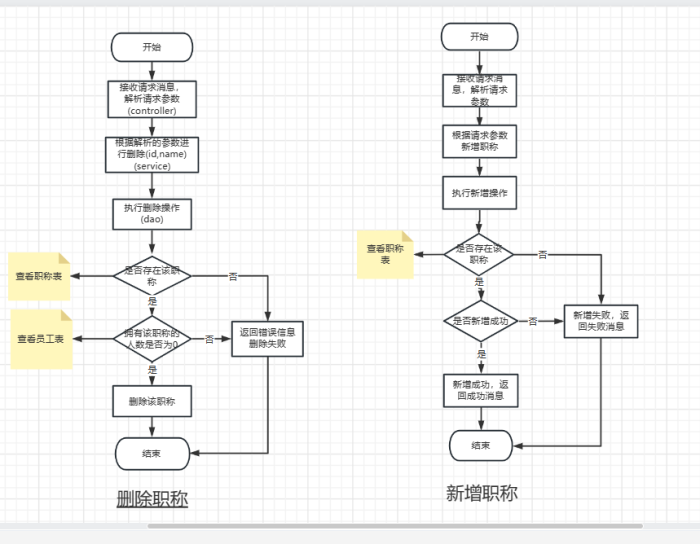 开始
接收请求消息，
解析请求参数
(controller)
根据解析的参数进
行删除(id,name)
(service)
执行删除操作
(dao)
查看职称表
是否存在该职
称
否
是
查看员工表
拥有该职称的
人数是否为0
否
返回错误信息
删除失败
是
删除该职称
结束
删除职称
开始
接收请求消
息，解析请求
参数
根据请求参数
新增职称
执行新增操作
查看职称
表
是否存在该
职称
否
是
是否新增成功
否
新增失败，返
回失败消息
是
新增成功，返
回成功消息
结束
新增职称